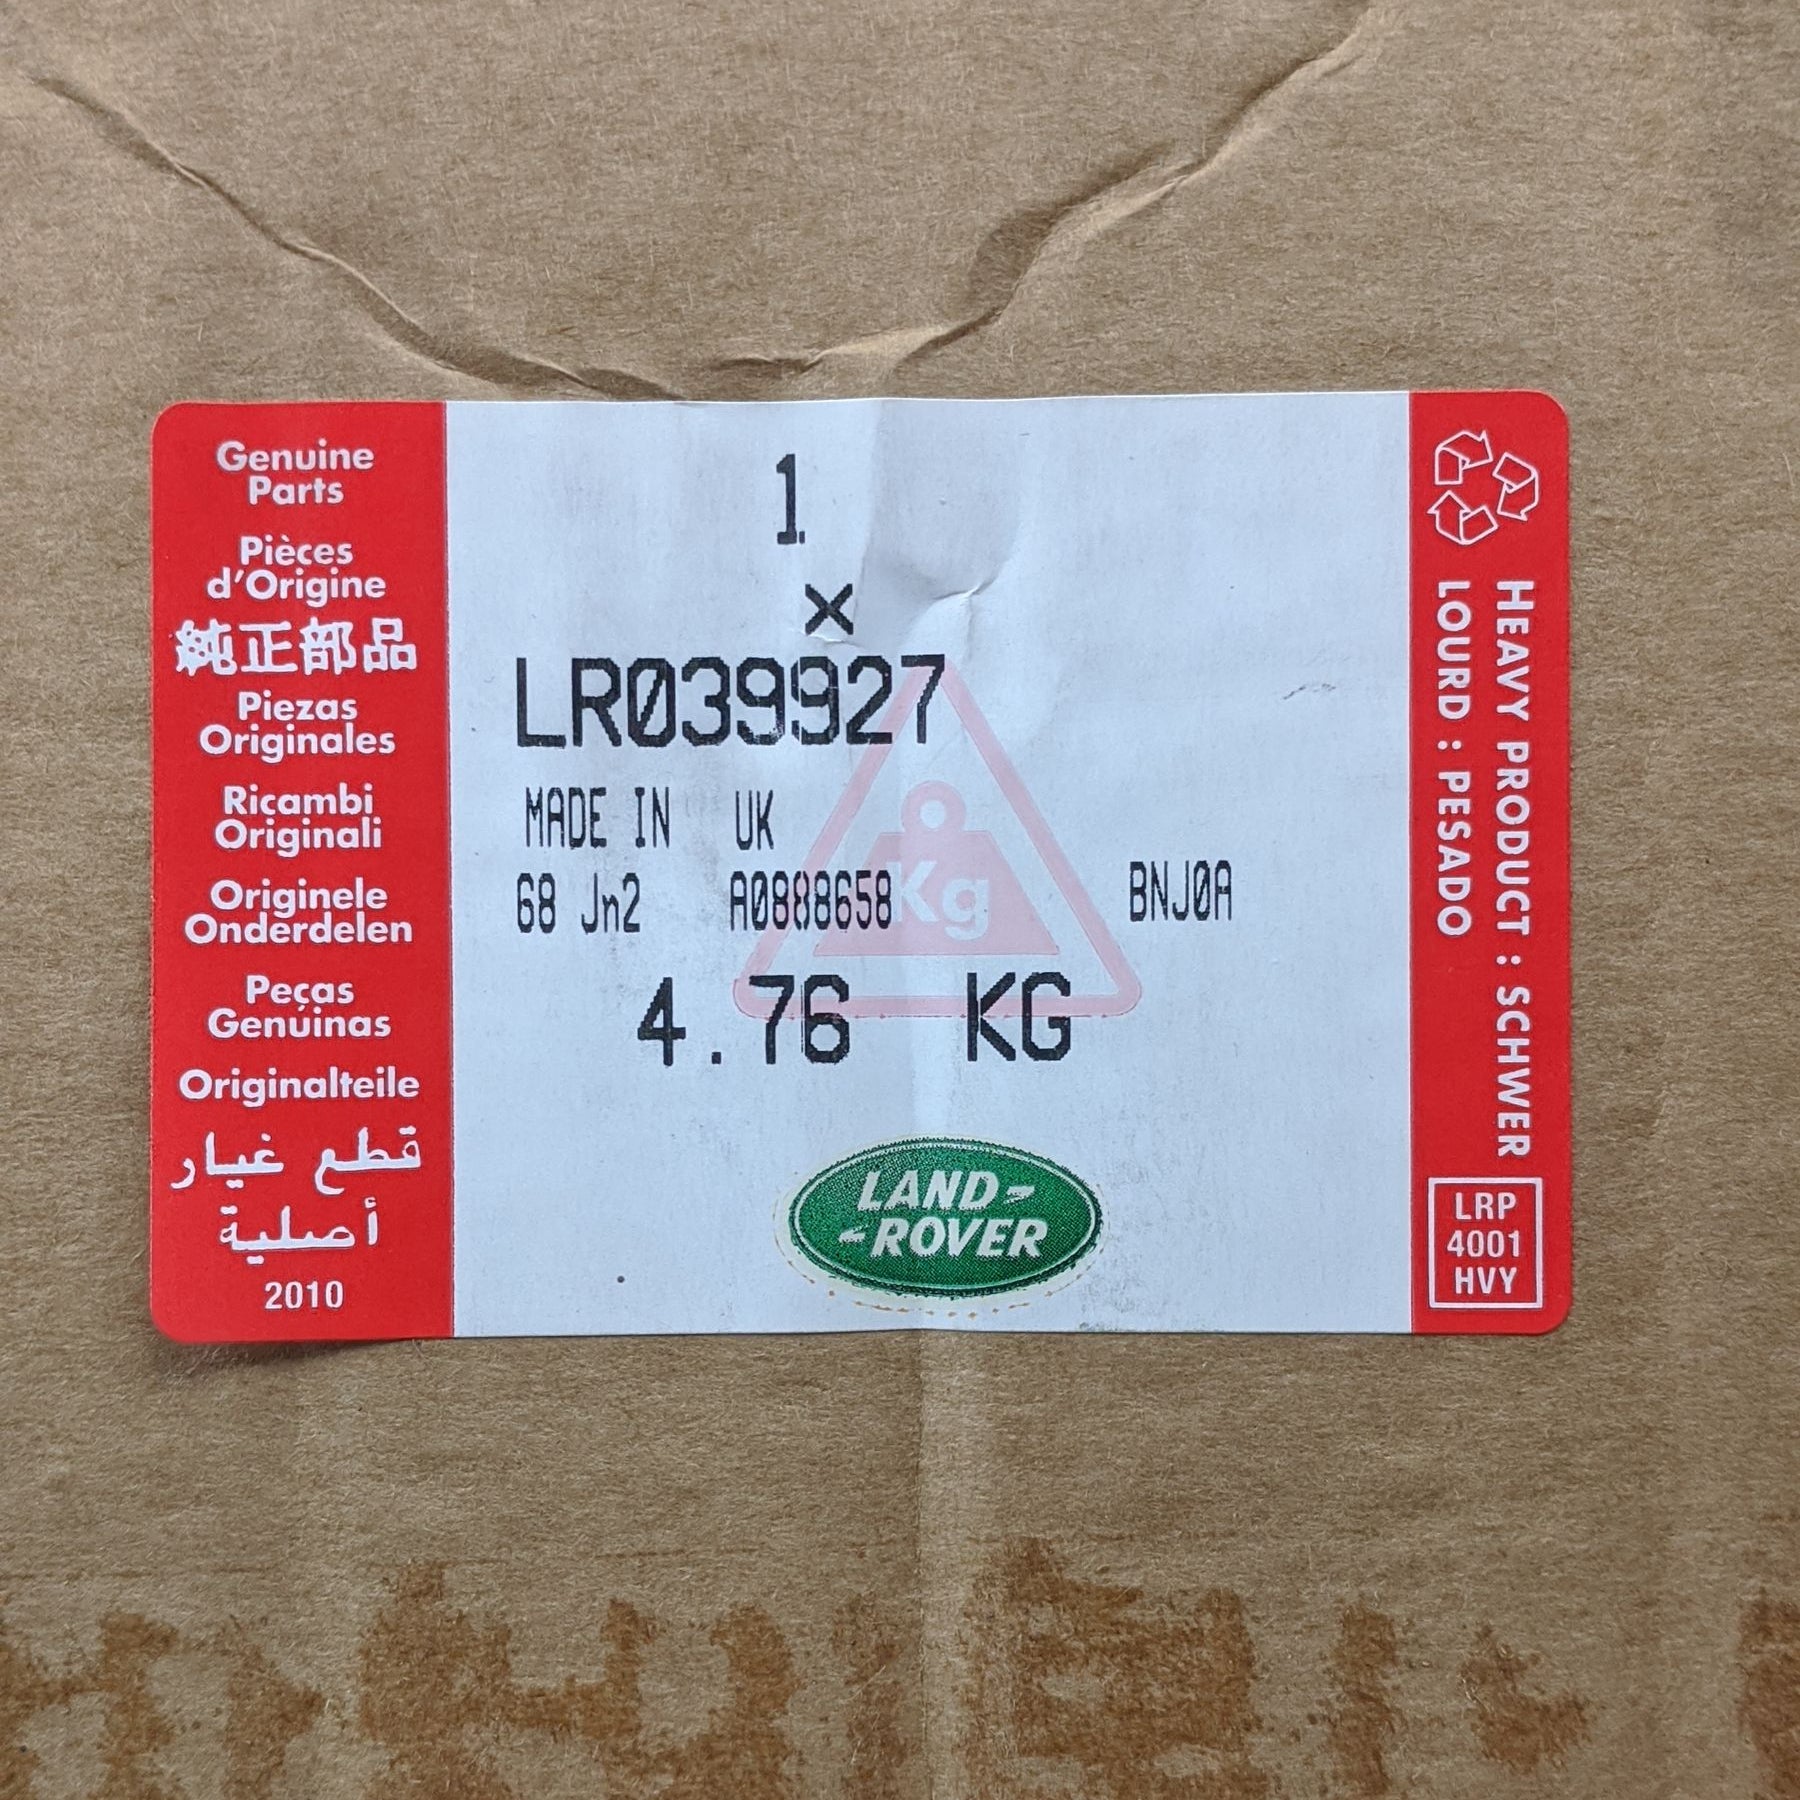 Genuine
Parts
Pièces
d'Origine
純正部品
Piezas
Originales
Ricambi
Originali
Originele
Onderdelen
Peças
Genúinas
Originalteile
قطع غيار
أصلية
2010
1
×
LR039927
MADE IN UK
68 Jn2 A0888658 BNJ0A
Kg
4.76 KG
LAND-
-ROVER
HEAVY PRODUCT : SCHWER
LOURD : PESADO
LRP
4001
HVY